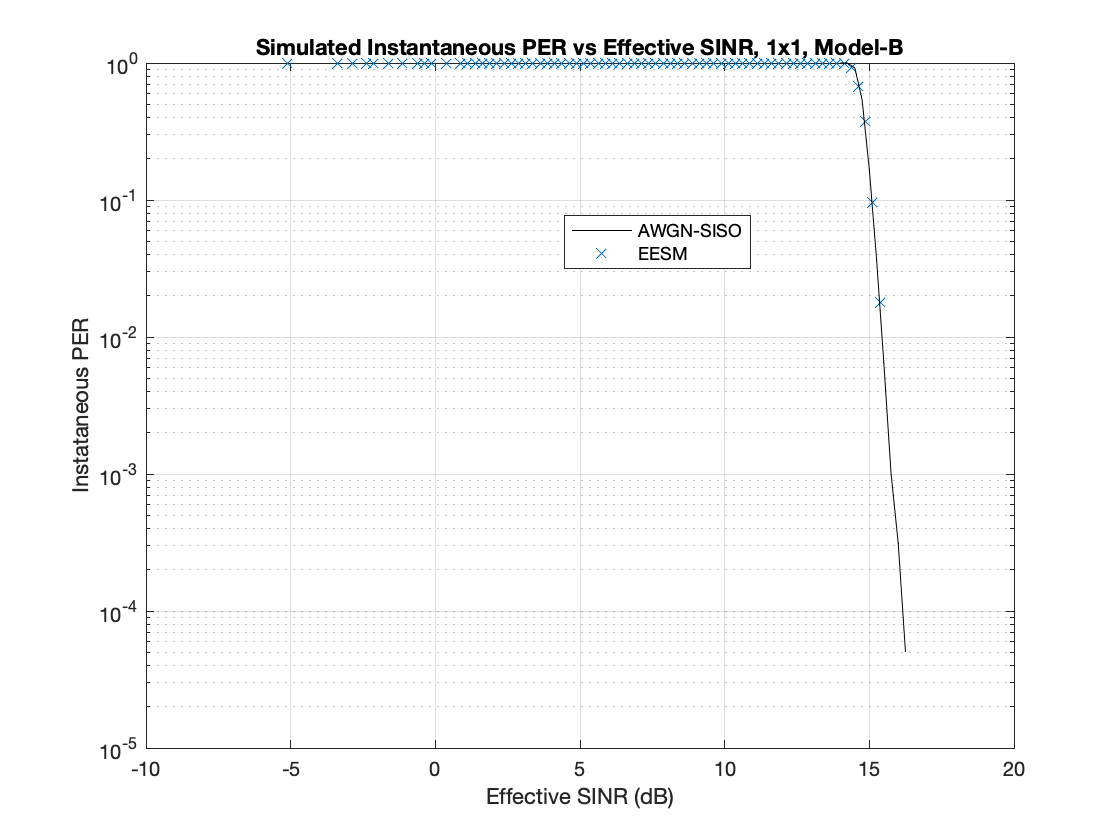 Simulated Instantaneous PER vs Effective SINR, 1x1, Model-B
10^0
10^-1
10^-2
10^-3
10^-4
10^-5
Instataneous PER
AWGN-SISO
EESM
-10 -5 0 5 10 15 20
Effective SINR (dB)